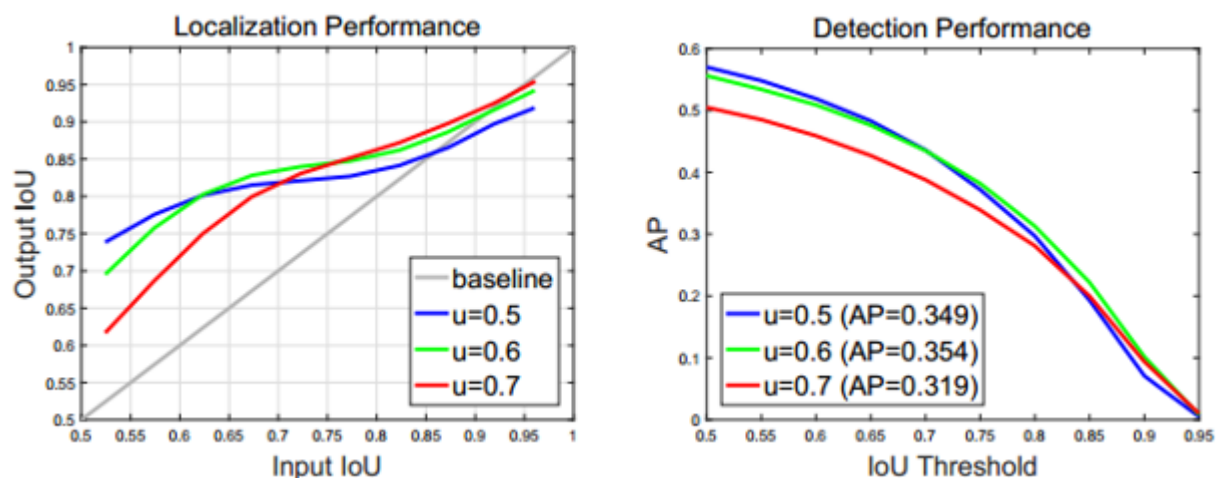 Localization Performance
1
0.95
0.9
0.85
0.8
0.75
0.7
0.65
0.6
0.55
0.5
Output IoU
baseline
u=0.5
u=0.6
u=0.7
0.5 0.55 0.6 0.65 0.7 0.75 0.8 0.85 0.9 0.95 1
Input IoU
Detection Performance
0.6
0.5
0.4
0.3
0.2
0.1
0
AP
u=0.5 (AP=0.349)
u=0.6 (AP=0.354)
u=0.7 (AP=0.319)
0.5 0.55 0.6 0.65 0.7 0.75 0.8 0.85 0.9 0.95
IoU Threshold